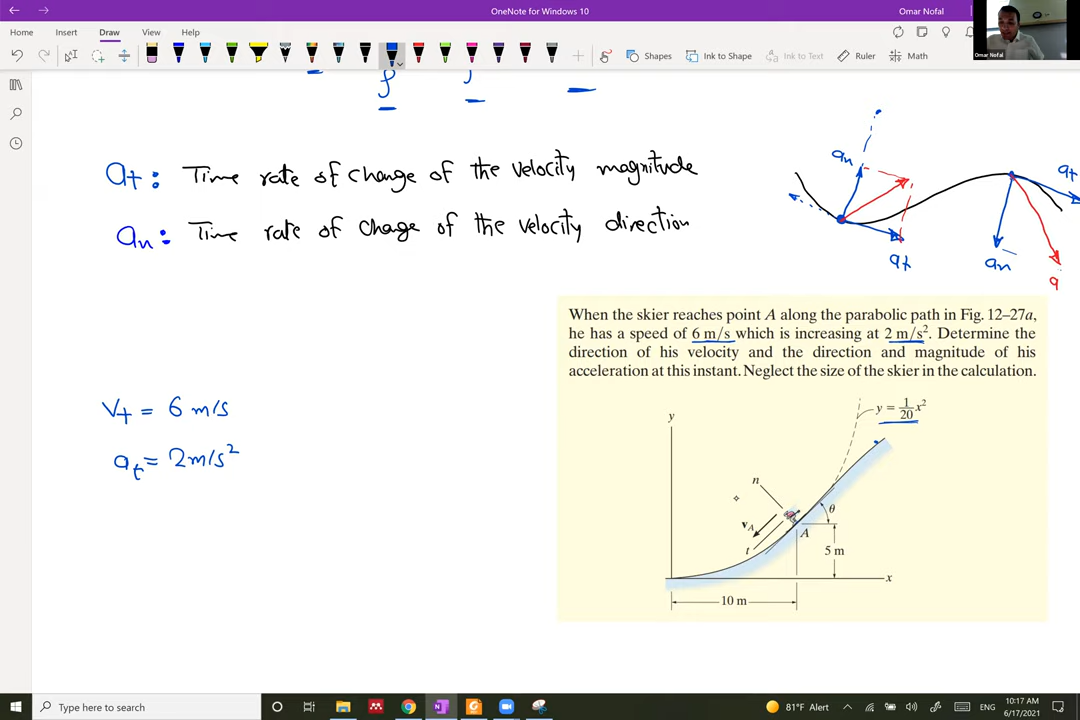 OneNote for Windows 10
Omar Nofal
Home Insert Draw View Help
Shapes Ink to Shape Ink to Text Ruler Math
Omar Nofal
ρ ρ
at: Time rate of change of the velocity magnitude
an: Time rate of chage of the velocity direction
an
at
an
at
a
When the skier reaches point A along the parabolic path in Fig. 12–27a,
he has a speed of 6 m/s which is increasing at 2 m/s². Determine the
direction of his velocity and the direction and magnitude of his
acceleration at this instant. Neglect the size of the skier in the calculation.
vt = 6 m/s
at = 2 m/s²
y
y = 1/20 x²
n
θ
vA
A
t
5 m
x
10 m
Type here to search
81°F Alert
ENG
10:17 AM
6/17/2021